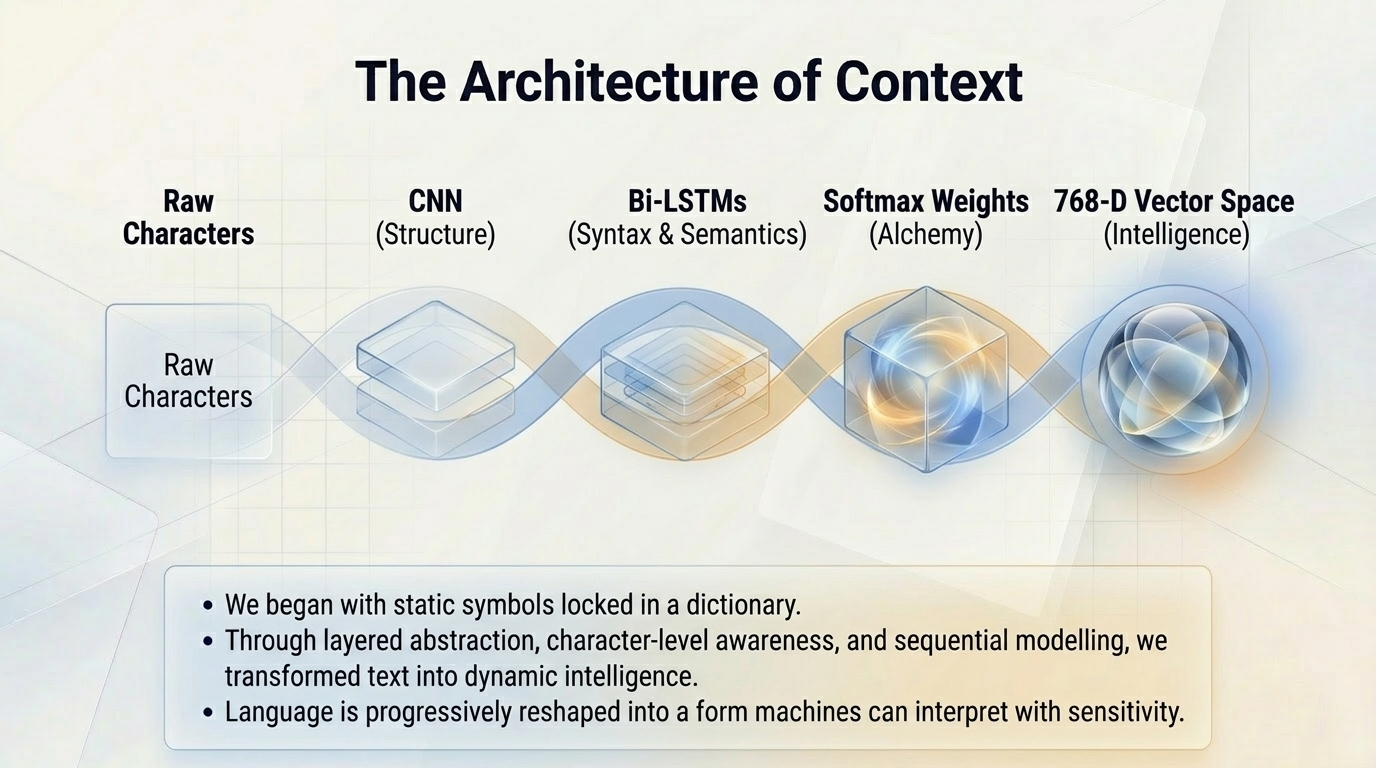 The Architecture of Context
Raw
Characters
CNN
(Structure)
Bi-LSTMs
(Syntax & Semantics)
Softmax Weights
(Alchemy)
768-D Vector Space
(Intelligence)
Raw
Characters
• We began with static symbols locked in a dictionary.
• Through layered abstraction, character-level awareness, and sequential modelling, we
transformed text into dynamic intelligence.
• Language is progressively reshaped into a form machines can interpret with sensitivity.